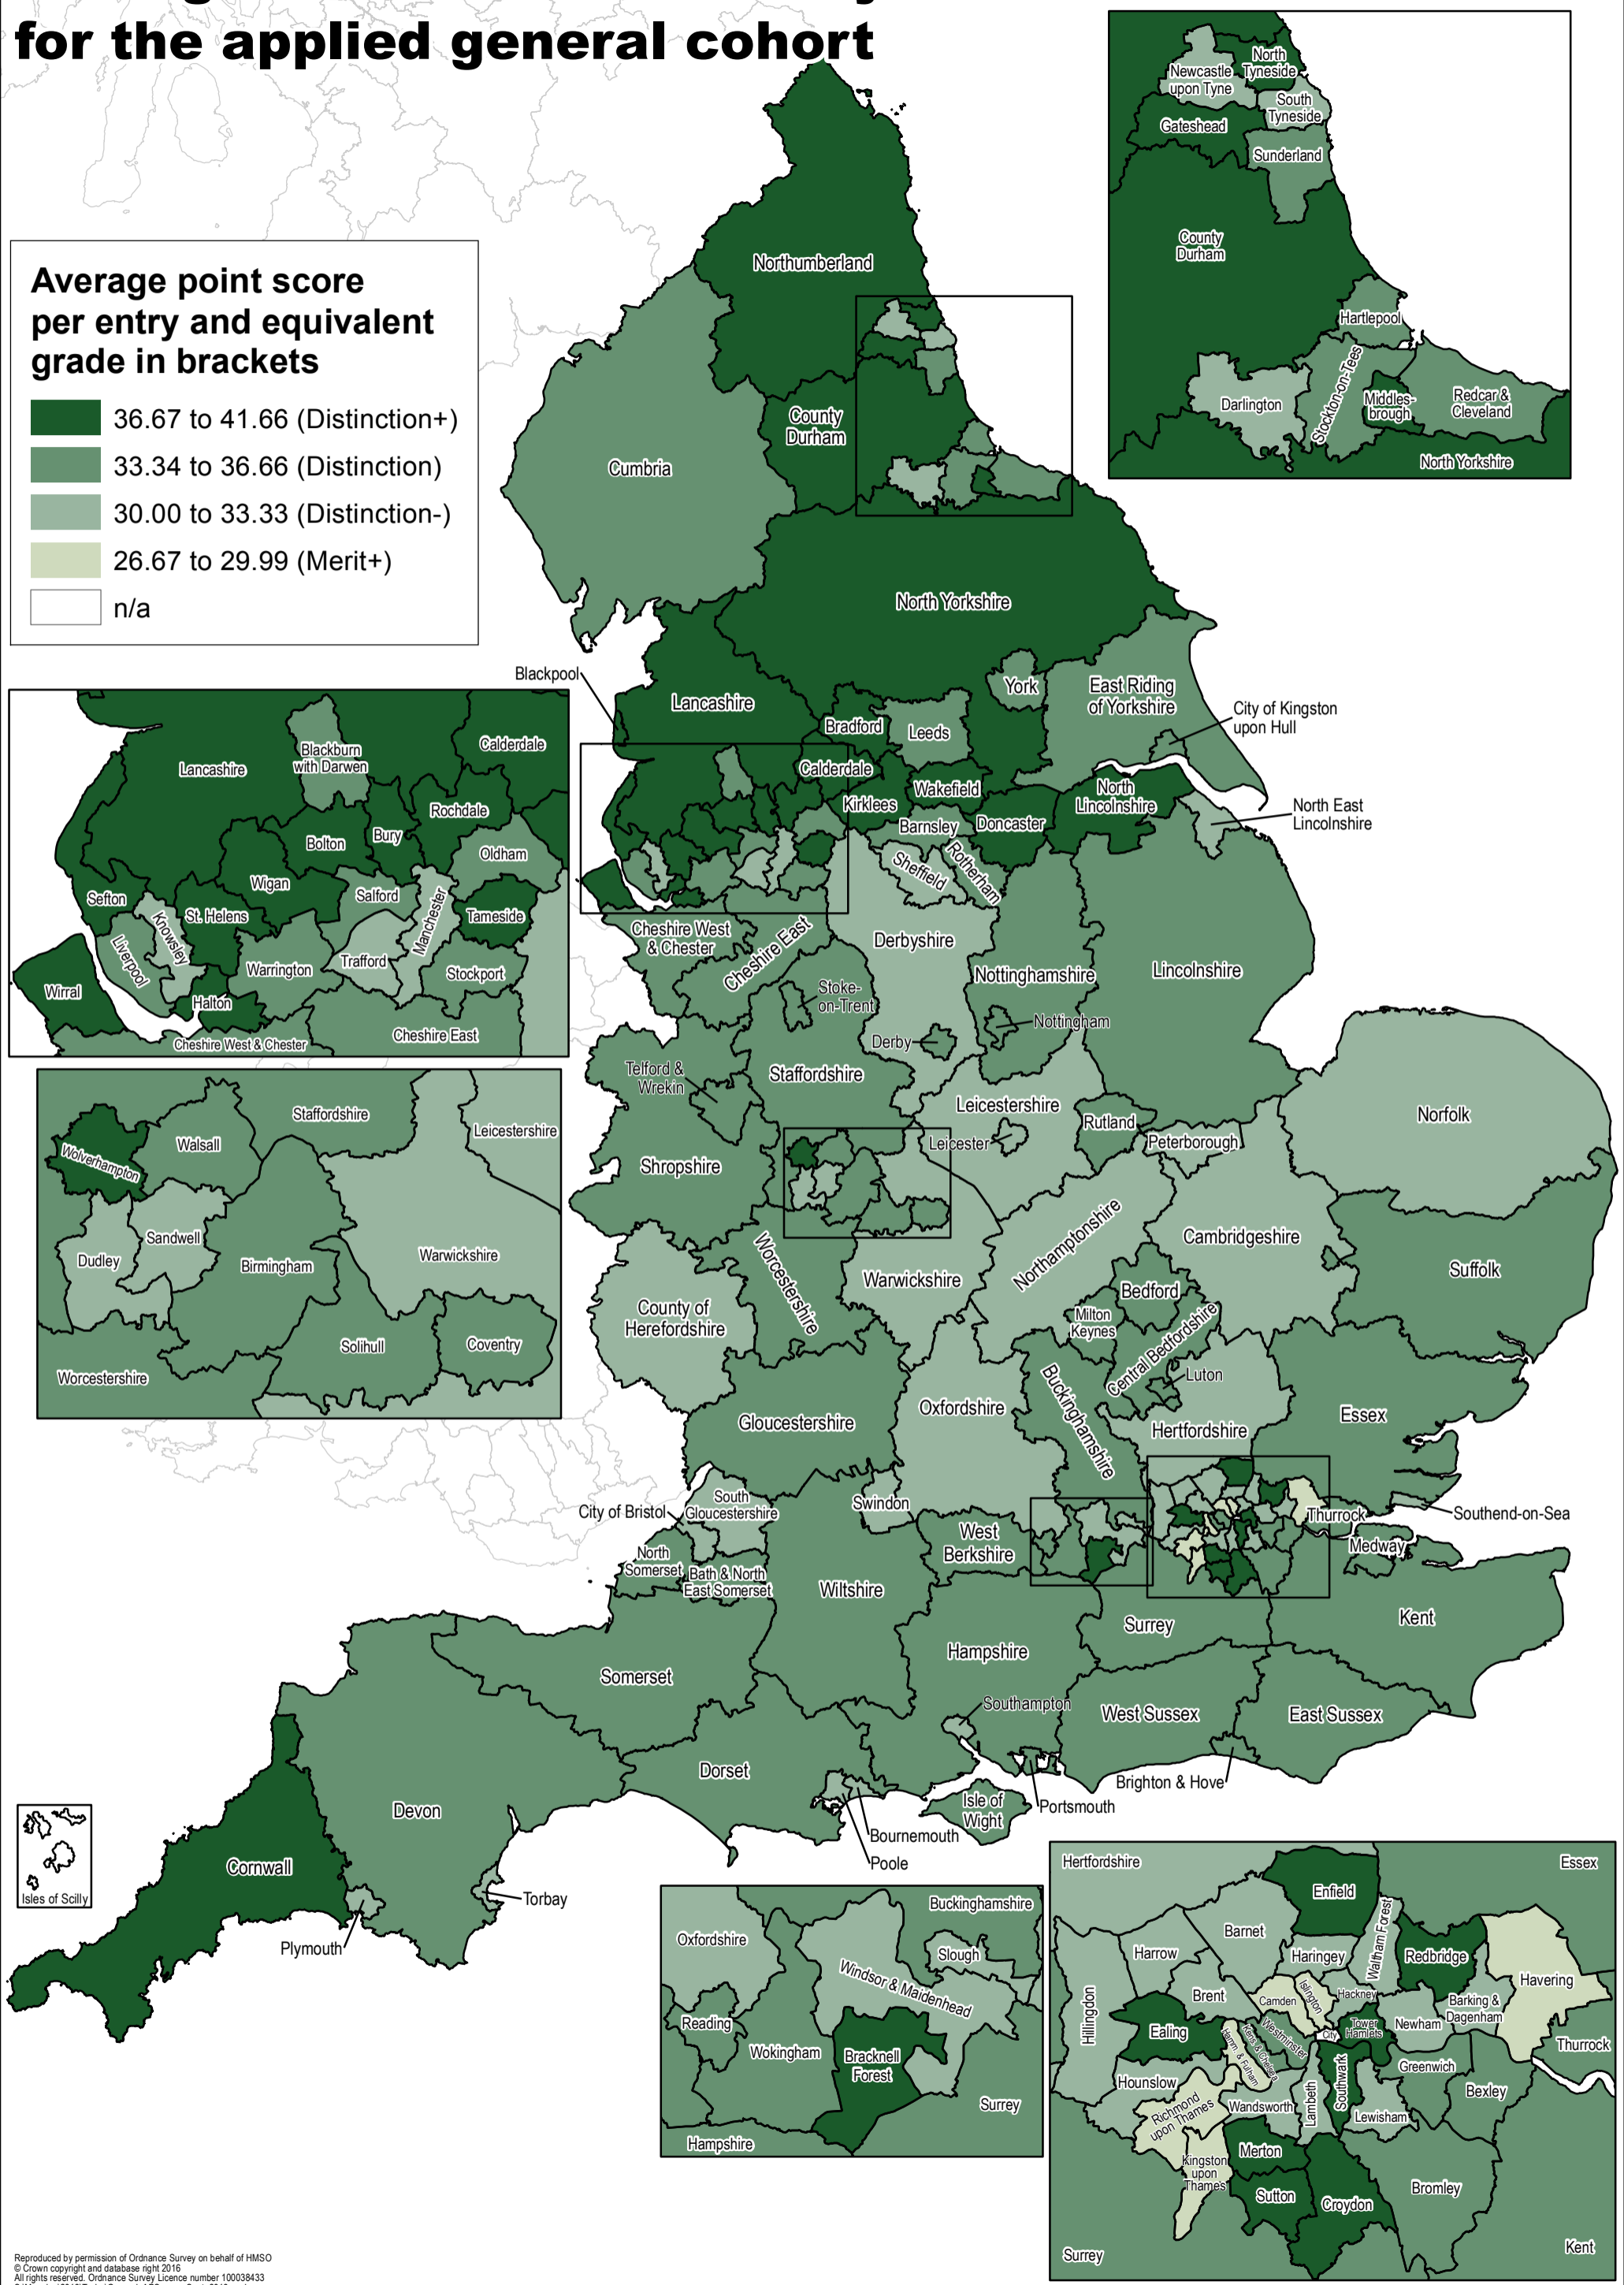 for the applied general cohort
Average point score
per entry and equivalent
grade in brackets
36.67 to 41.66 (Distinction+)
33.34 to 36.66 (Distinction)
30.00 to 33.33 (Distinction-)
26.67 to 29.99 (Merit+)
n/a
Newcastle
upon Tyne
North
Tyneside
South
Tyneside
Gateshead
Sunderland
County
Durham
Hartlepool
Darlington
Stockton-on-Tees
Middles-
brough
Redcar &
Cleveland
North Yorkshire
Northumberland
Cumbria
County
Durham
North Yorkshire
Blackpool
Lancashire
York
East Riding
of Yorkshire
City of Kingston
upon Hull
Bradford
Leeds
Calderdale
Wakefield
Kirklees
North
Lincolnshire
North East
Lincolnshire
Barnsley
Doncaster
Sheffield
Rotherham
Cheshire West
& Chester
Cheshire East
Derbyshire
Nottinghamshire
Lincolnshire
Stoke-
on-Trent
Nottingham
Derby
Telford &
Wrekin
Staffordshire
Leicestershire
Rutland
Leicester
Peterborough
Norfolk
Shropshire
Worcestershire
Warwickshire
Northamptonshire
Cambridgeshire
Suffolk
County of
Herefordshire
Bedford
Milton
Keynes
Central Bedfordshire
Luton
Buckinghamshire
Gloucestershire
Oxfordshire
Hertfordshire
Essex
South
Gloucestershire
City of Bristol
Swindon
Thurrock
Southend-on-Sea
West
Berkshire
Medway
North
Somerset
Bath & North
East Somerset
Wiltshire
Surrey
Kent
Hampshire
Somerset
Southampton
West Sussex
East Sussex
Dorset
Brighton & Hove
Devon
Isle of
Wight
Portsmouth
Bournemouth
Poole
Cornwall
Torbay
Plymouth
Isles of Scilly
Lancashire
Blackburn
with Darwen
Calderdale
Rochdale
Bolton
Bury
Oldham
Wigan
Sefton
Salford
Manchester
St. Helens
Knowsley
Tameside
Liverpool
Trafford
Warrington
Stockport
Wirral
Halton
Cheshire West & Chester
Cheshire East
Staffordshire
Leicestershire
Walsall
Wolverhampton
Sandwell
Dudley
Birmingham
Warwickshire
Solihull
Coventry
Worcestershire
Buckinghamshire
Oxfordshire
Slough
Windsor & Maidenhead
Reading
Wokingham
Bracknell
Forest
Surrey
Hampshire
Hertfordshire
Essex
Enfield
Barnet
Waltham Forest
Harrow
Haringey
Redbridge
Havering
Hillingdon
Brent
Camden
Islington
Hackney
Barking &
Dagenham
Newham
Ealing
Tower
Hamlets
Westminster
City
Kens. & Chelsea
Hamm. & Fulham
Thurrock
Greenwich
Hounslow
Southwark
Bexley
Richmond
upon Thames
Wandsworth
Lambeth
Lewisham
Merton
Kingston
upon
Thames
Sutton
Croydon
Bromley
Surrey
Kent
Reproduced by permission of Ordnance Survey on behalf of HMSO
© Crown copyright and database right 2016
All rights reserved. Ordnance Survey Licence number 100038433